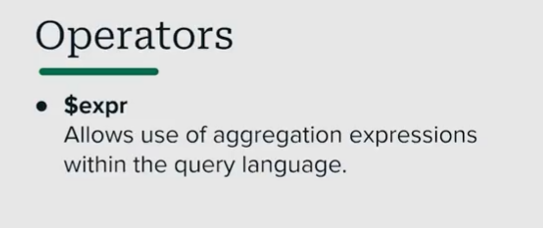 Operators
• $expr
Allows use of aggregation expressions
within the query language.